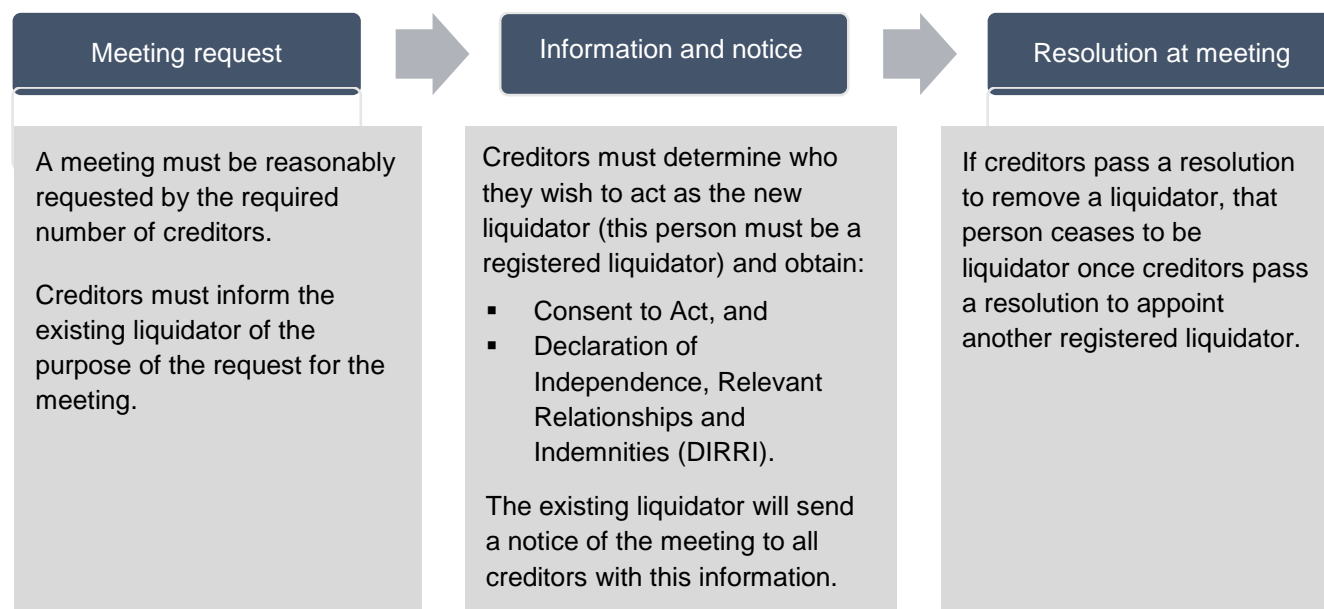 Meeting request
A meeting must be reasonably
requested by the required
number of creditors.
Creditors must inform the
existing liquidator of the
purpose of the request for the
meeting.
Information and notice
Creditors must determine who
they wish to act as the new
liquidator (this person must be a
registered liquidator) and obtain:
▪ Consent to Act, and
▪ Declaration of
Independence, Relevant
Relationships and
Indemnities (DIRRI).
The existing liquidator will send
a notice of the meeting to all
creditors with this information.
Resolution at meeting
If creditors pass a resolution
to remove a liquidator, that
person ceases to be
liquidator once creditors pass
a resolution to appoint
another registered liquidator.